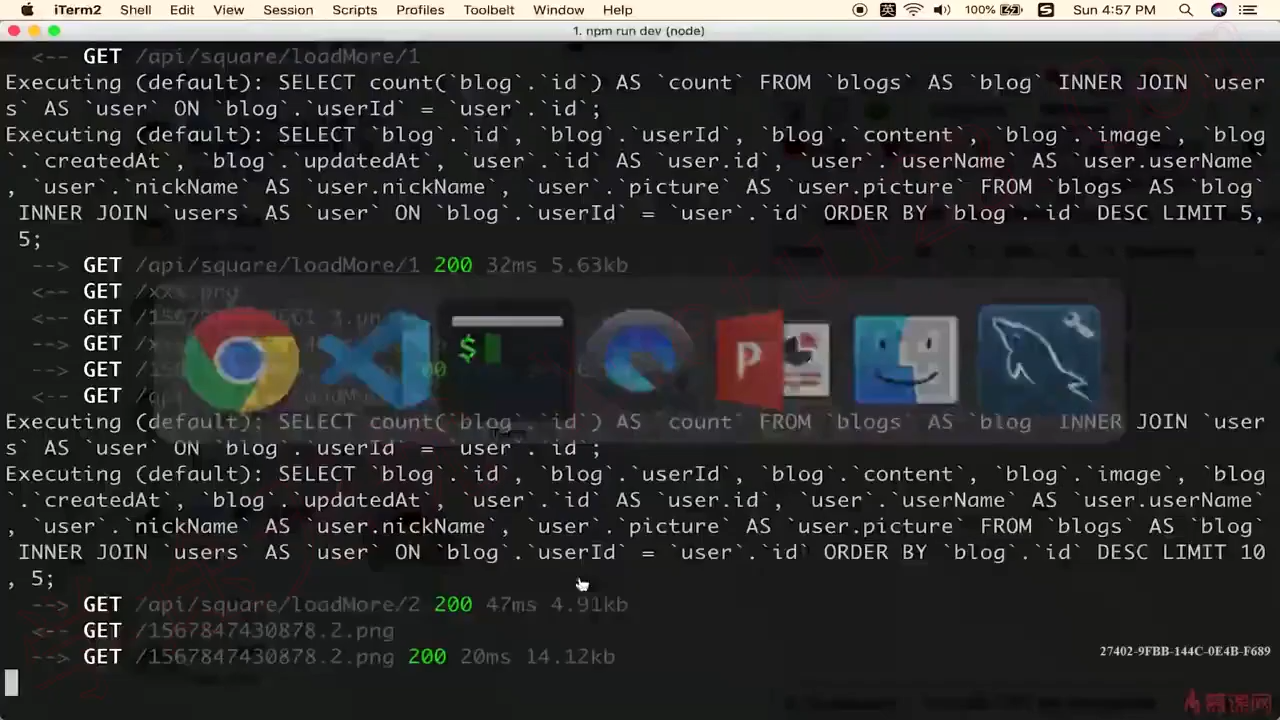 iTerm2 Shell Edit View Session Scripts Profiles Toolbelt Window Help 英 100% S Sun 4:57 PM
1. npm run dev (node)
<-- GET /api/square/loadMore/1
Executing (default): SELECT count(`blog`.`id`) AS `count` FROM `blogs` AS `blog` INNER JOIN `user
s` AS `user` ON `blog`.`userId` = `user`.`id`;
Executing (default): SELECT `blog`.`id`, `blog`.`userId`, `blog`.`content`, `blog`.`image`, `blog
`.`createdAt`, `blog`.`updatedAt`, `user`.`id` AS `user.id`, `user`.`userName` AS `user.userName`
, `user`.`nickName` AS `user.nickName`, `user`.`picture` AS `user.picture` FROM `blogs` AS `blog`
INNER JOIN `users` AS `user` ON `blog`.`userId` = `user`.`id` ORDER BY `blog`.`id` DESC LIMIT 5,
5;
--> GET /api/square/loadMore/1 200 32ms 5.63kb
<-- GET /xxs.png
<-- GET
--> GET
--> GET
<-- GET
$
P
Executing (default): SELECT count(`blog`.`id`) AS `count` FROM `blogs` AS `blog` INNER JOIN `user
s` AS `user` ON `blog`.`userId` = `user`.`id`;
Executing (default): SELECT `blog`.`id`, `blog`.`userId`, `blog`.`content`, `blog`.`image`, `blog
`.`createdAt`, `blog`.`updatedAt`, `user`.`id` AS `user.id`, `user`.`userName` AS `user.userName`
, `user`.`nickName` AS `user.nickName`, `user`.`picture` AS `user.picture` FROM `blogs` AS `blog`
INNER JOIN `users` AS `user` ON `blog`.`userId` = `user`.`id` ORDER BY `blog`.`id` DESC LIMIT 10
, 5;
--> GET /api/square/loadMore/2 200 47ms 4.91kb
<-- GET /1567847430878.2.png
--> GET /1567847430878.2.png 200 20ms 14.12kb
27402-9FBB-144C-0E4B-F689
慕课网